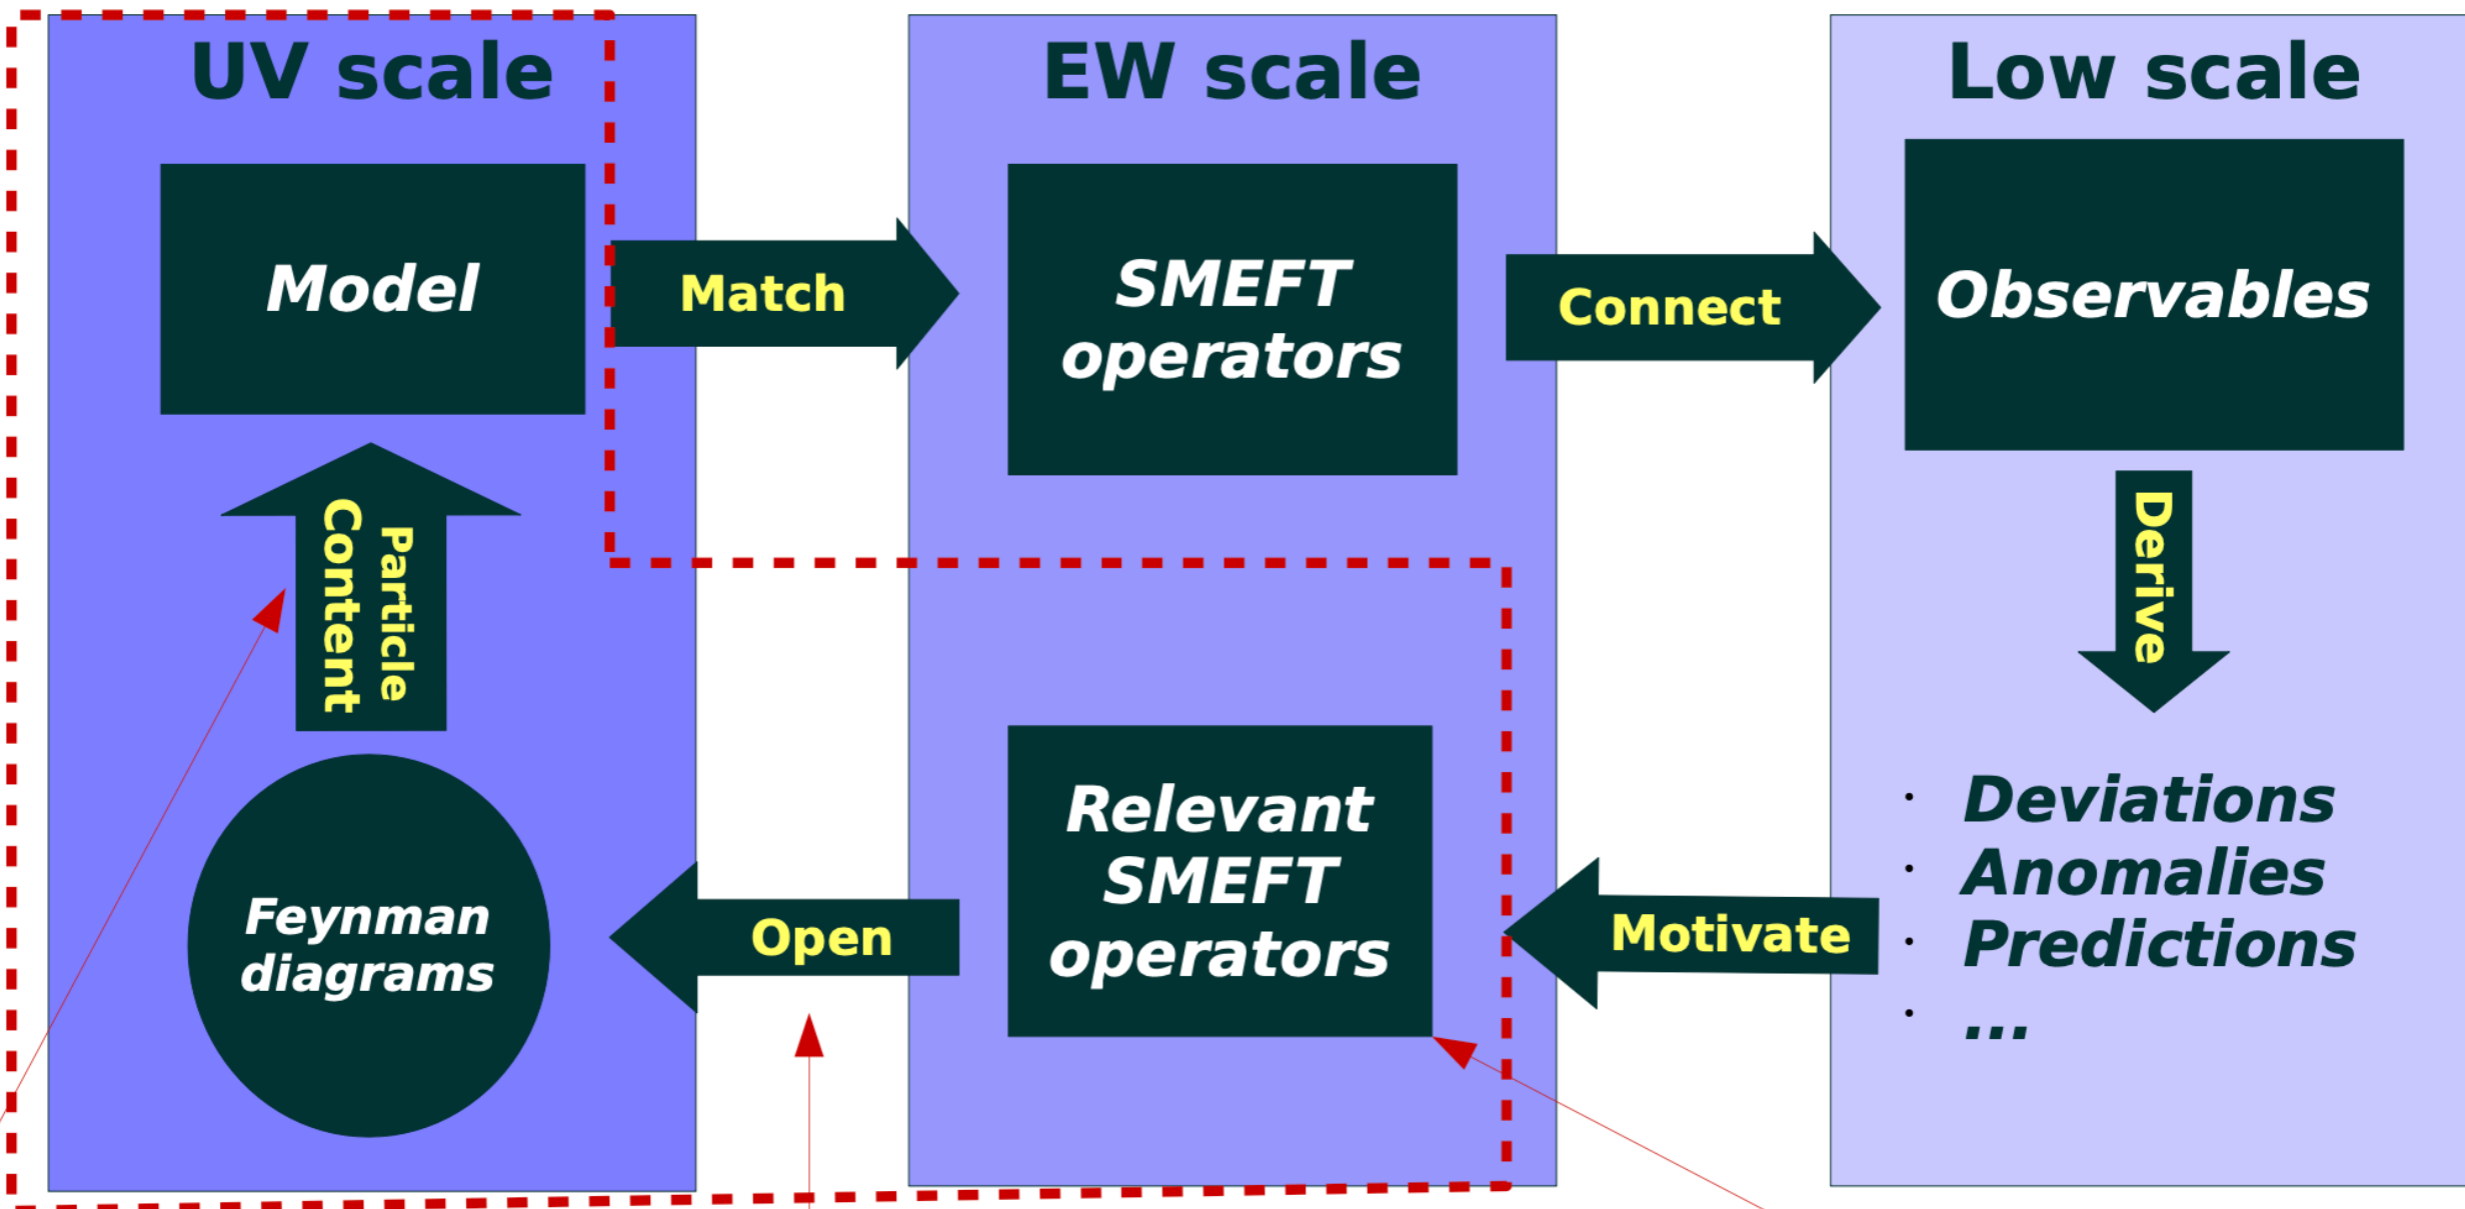 UV scale
EW scale
Low scale
Model
Match
SMEFT
operators
Connect
Observables
Particle
Content
Derive
Feynman
diagrams
Open
Relevant
SMEFT
operators
Motivate
· Deviations
· Anomalies
· Predictions
· ...